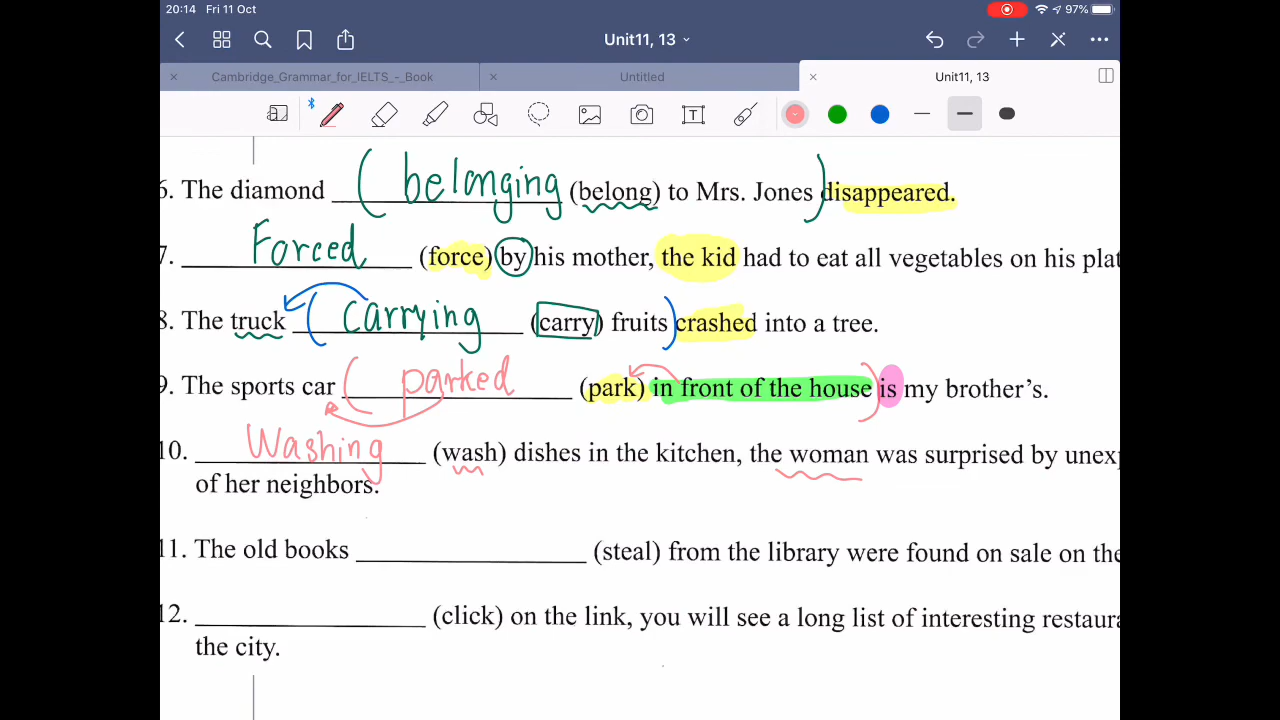 20:14 Fri 11 Oct 97%
Unit11, 13
Cambridge_Grammar_for_IELTS_-_Book Untitled Unit11, 13
6. The diamond ( belonging (belong) to Mrs. Jones ) disappeared.
7. Forced (force) by his mother, the kid had to eat all vegetables on his plat
8. The truck ( carrying (carry) fruits ) crashed into a tree.
9. The sports car ( parked (park) in front of the house ) is my brother's.
10. Washing (wash) dishes in the kitchen, the woman was surprised by unexp
of her neighbors.
11. The old books ________________ (steal) from the library were found on sale on the
12. ________________ (click) on the link, you will see a long list of interesting restaura
the city.